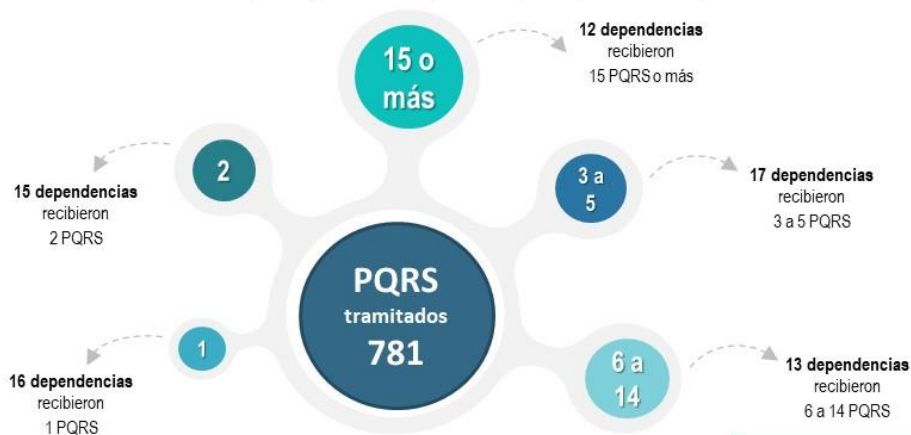 12 dependencias
recibieron
15 PQRS o más
15 o
más
2
15 dependencias
recibieron
2 PQRS
3 a
5
17 dependencias
recibieron
3 a 5 PQRS
PQRS
tramitados
781
1
16 dependencias
recibieron
1 PQRS
6 a
14
13 dependencias
recibieron
6 a 14 PQRS